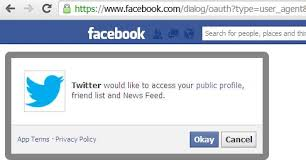 https://www.facebook.com/dialog/oauth?type=user_agent&
facebook
Search for people, places and things
Twitter would like to access your public profile,
friend list and News Feed.
App Terms · Privacy Policy
Okay Cancel